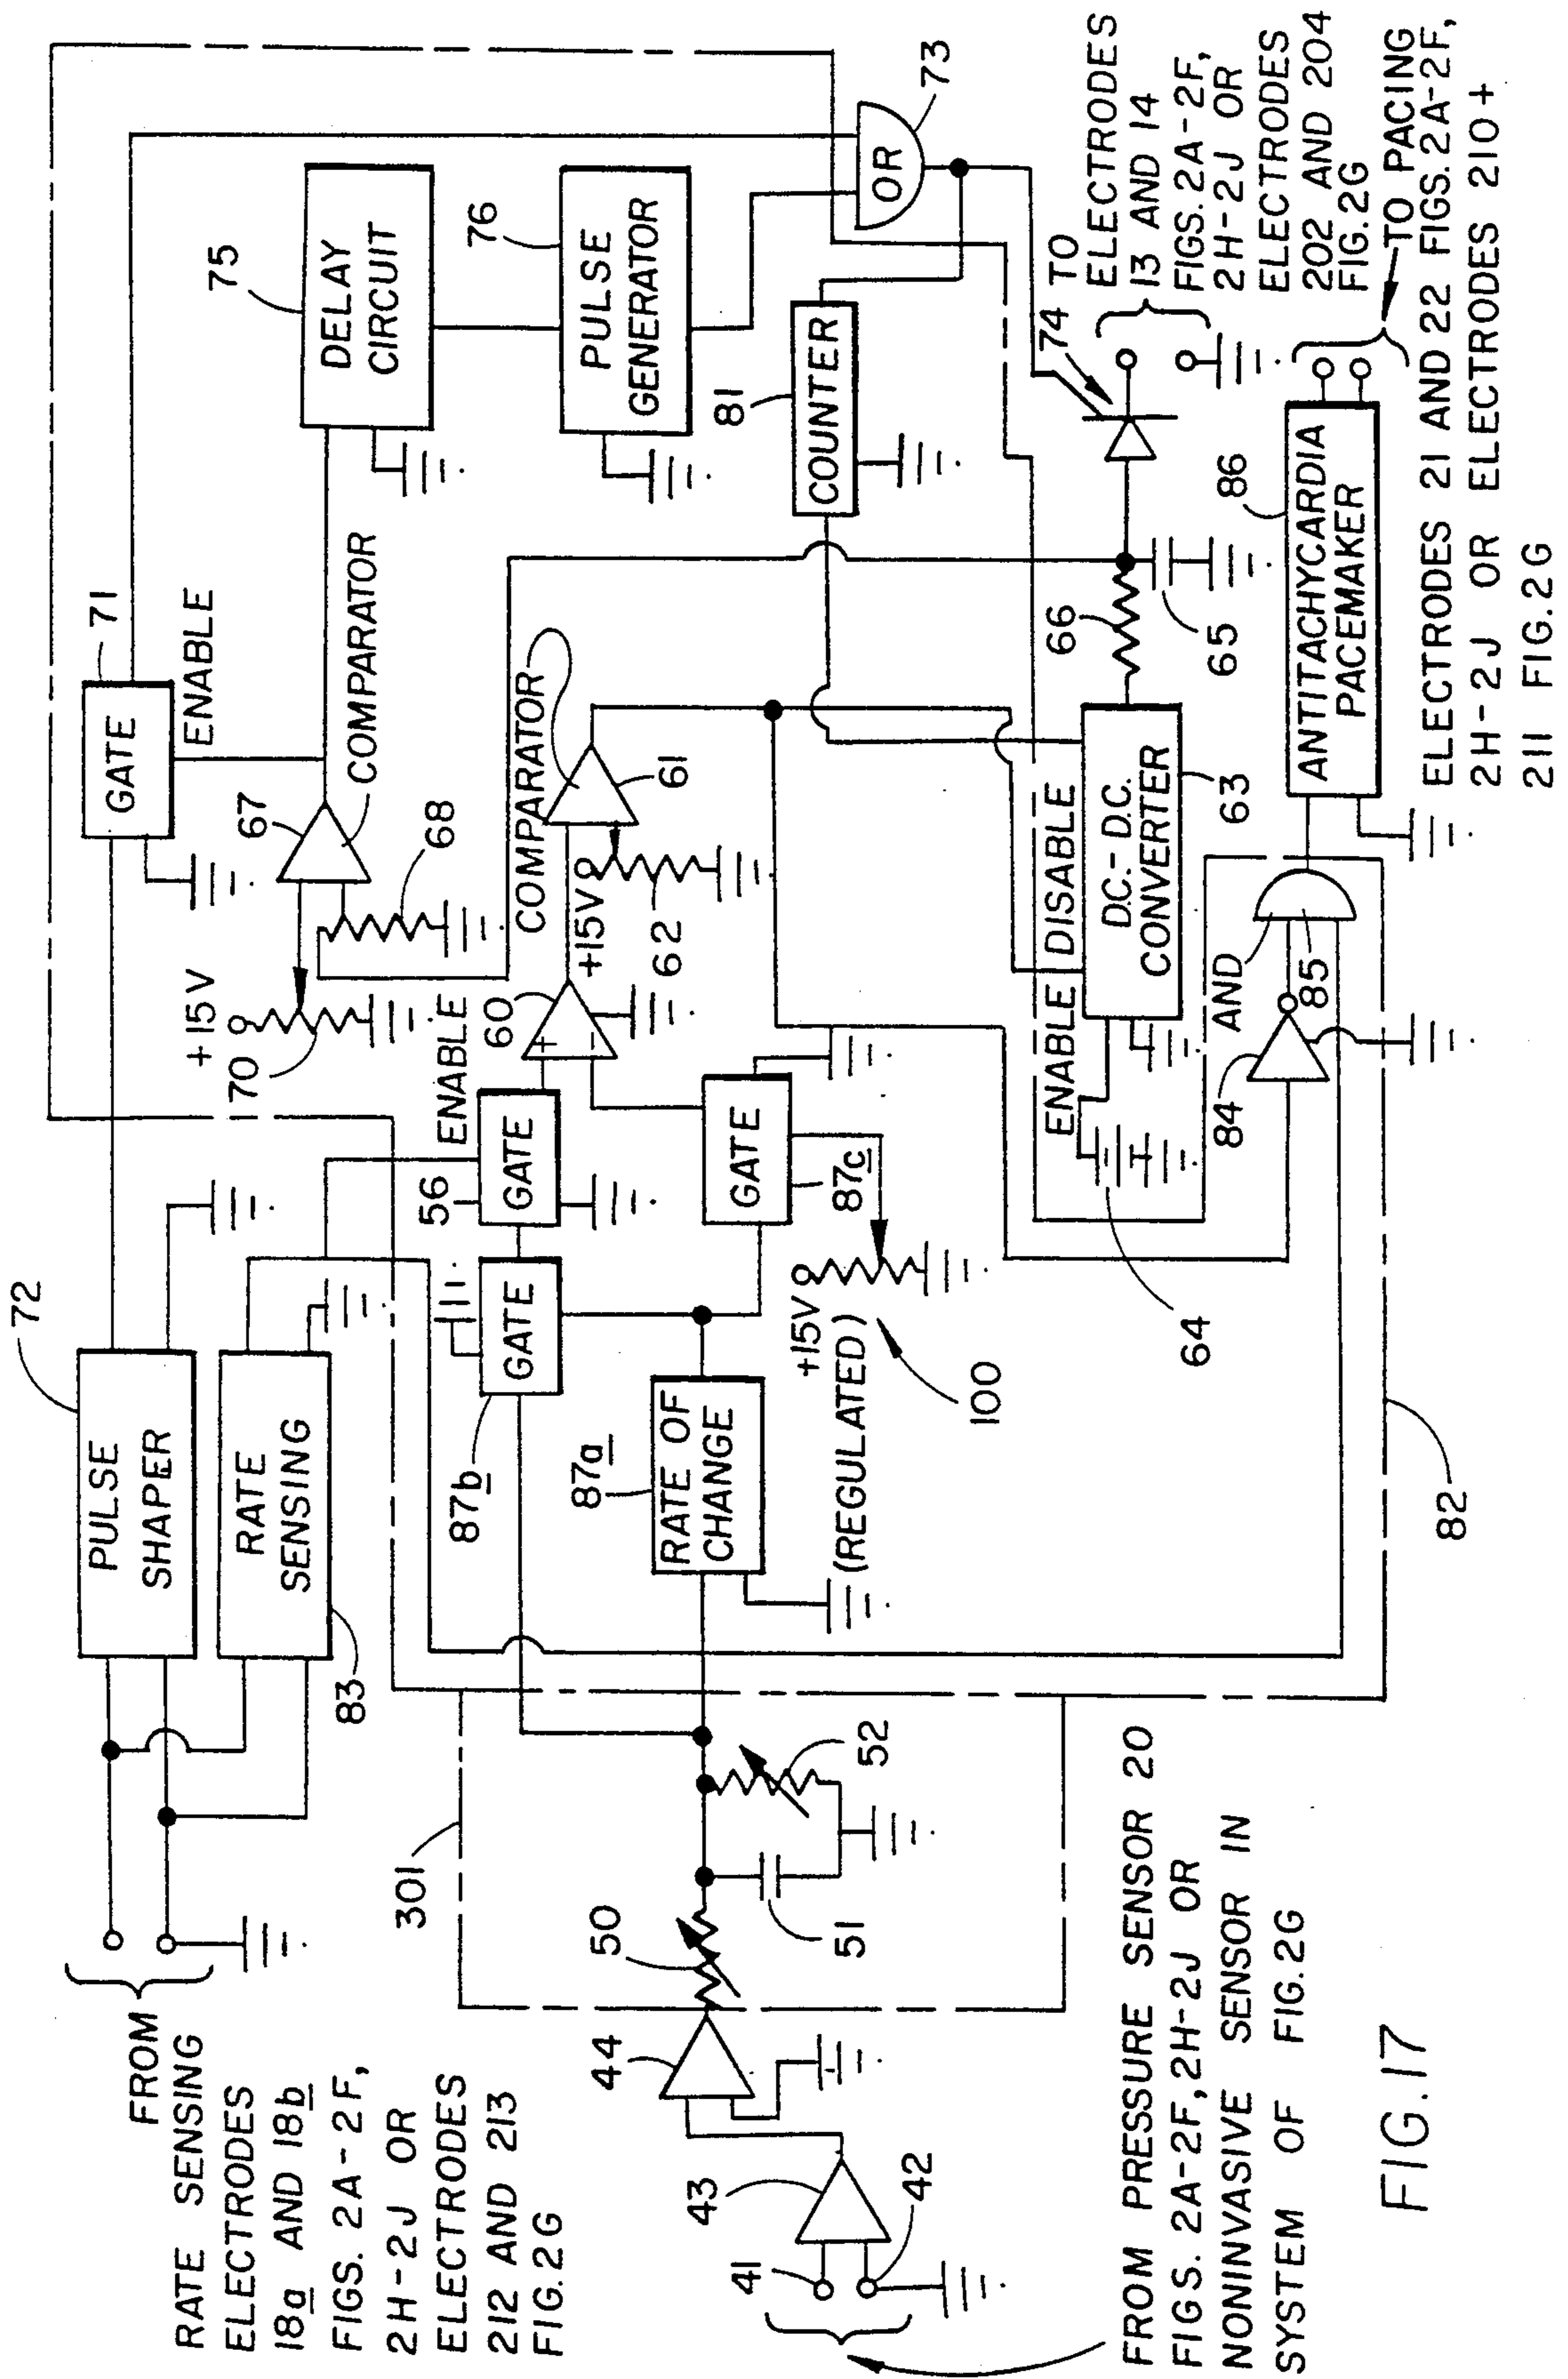 FROM
RATE SENSING
ELECTRODES
18a AND 18b
FIGS. 2A-2F,
2H-2J OR
ELECTRODES
212 AND 213
FIG.2G
72
PULSE
SHAPER
RATE
SENSING
83
301
41
42
43
44
50
51
52
FROM PRESSURE SENSOR 20
FIGS. 2A-2F, 2H-2J OR
NONINVASIVE SENSOR IN
SYSTEM OF FIG. 2G
87b
GATE
87a
RATE OF
CHANGE
56
GATE
ENABLE
GATE
87c
+15V
(REGULATED)
100
60
+
-
+15V
62
COMPARATOR
61
+15V
70
67
68
COMPARATOR
71
GATE
ENABLE
75
DELAY
CIRCUIT
76
PULSE
GENERATOR
OR
73
81
COUNTER
ENABLE
DISABLE
D.C.-D.C.
CONVERTER
63
64
66
65
74
TO
ELECTRODES
13 AND 14
FIGS. 2A-2F,
2H-2J OR
ELECTRODES
202 AND 204
FIG.2G
84
AND
85
82
86
ANTITACHYCARDIA
PACEMAKER
TO PACING
ELECTRODES 21 AND 22 FIGS. 2A-2F,
2H-2J OR ELECTRODES 210+
211 FIG.2G
FIG.17